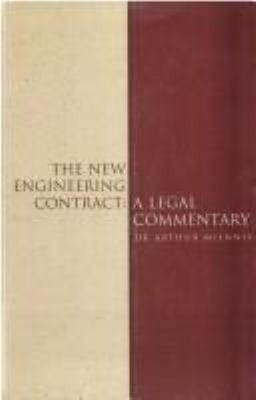 THE NEW
ENGINEERING
CONTRACT: A LEGAL
COMMENTARY
DR ARTHUR McINNIS